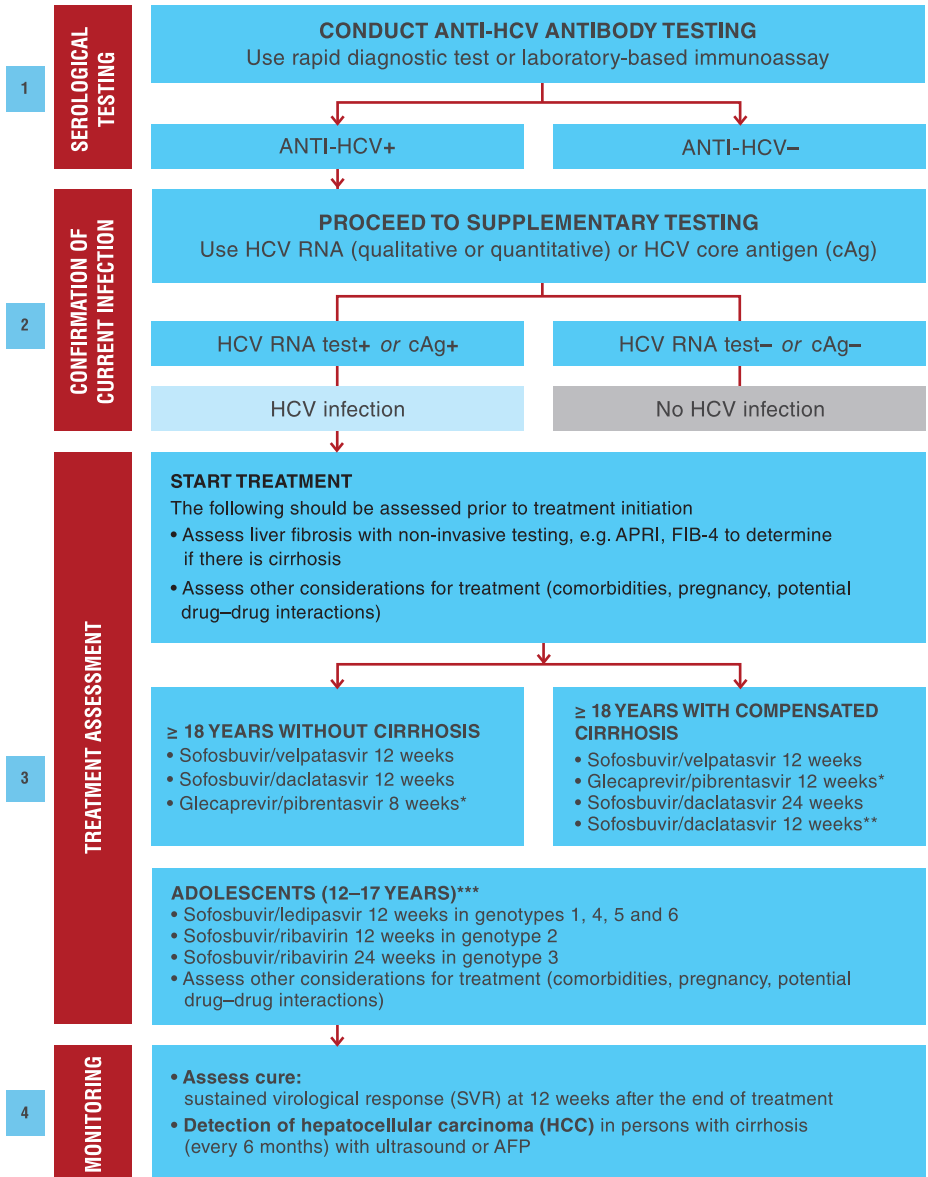 1
SEROLOGICAL
TESTING
CONDUCT ANTI-HCV ANTIBODY TESTING
Use rapid diagnostic test or laboratory-based immunoassay
ANTI-HCV+
ANTI-HCV–
2
CONFIRMATION OF
CURRENT INFECTION
PROCEED TO SUPPLEMENTARY TESTING
Use HCV RNA (qualitative or quantitative) or HCV core antigen (cAg)
HCV RNA test+ or cAg+
HCV RNA test– or cAg–
HCV infection
No HCV infection
3
TREATMENT ASSESSMENT
START TREATMENT
The following should be assessed prior to treatment initiation
• Assess liver fibrosis with non-invasive testing, e.g. APRI, FIB-4 to determine
if there is cirrhosis
• Assess other considerations for treatment (comorbidities, pregnancy, potential
drug–drug interactions)
≥ 18 YEARS WITHOUT CIRRHOSIS
• Sofosbuvir/velpatasvir 12 weeks
• Sofosbuvir/daclatasvir 12 weeks
• Glecaprevir/pibrentasvir 8 weeks*
≥ 18 YEARS WITH COMPENSATED
CIRRHOSIS
• Sofosbuvir/velpatasvir 12 weeks
• Glecaprevir/pibrentasvir 12 weeks*
• Sofosbuvir/daclatasvir 24 weeks
• Sofosbuvir/daclatasvir 12 weeks**
ADOLESCENTS (12–17 YEARS)***
• Sofosbuvir/ledipasvir 12 weeks in genotypes 1, 4, 5 and 6
• Sofosbuvir/ribavirin 12 weeks in genotype 2
• Sofosbuvir/ribavirin 24 weeks in genotype 3
• Assess other considerations for treatment (comorbidities, pregnancy, potential
drug–drug interactions)
4
MONITORING
• Assess cure:
sustained virological response (SVR) at 12 weeks after the end of treatment
• Detection of hepatocellular carcinoma (HCC) in persons with cirrhosis
(every 6 months) with ultrasound or AFP